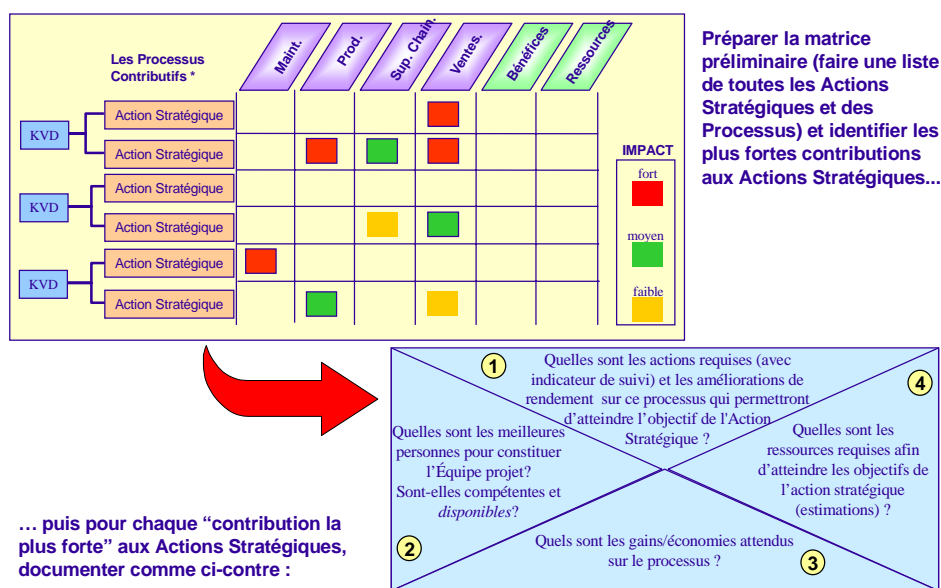 Les Processus
Contributifs *
Maint.
Prod.
Sup. Chain.
Ventes.
Bénéfices
Ressources
KVD
Action Stratégique
Action Stratégique
KVD
Action Stratégique
Action Stratégique
KVD
Action Stratégique
Action Stratégique
IMPACT
fort
moyen
faible
Préparer la matrice
préliminaire (faire une liste
de toutes les Actions
Stratégiques et des
Processus) et identifier les
plus fortes contributions
aux Actions Stratégiques...
1
Quelles sont les actions requises (avec
indicateur de suivi) et les améliorations de
rendement sur ce processus qui permettront
d'atteindre l'objectif de l'Action
Stratégique ?
4
Quelles sont les meilleures
personnes pour constituer
l'Équipe projet?
Sont-elles compétentes et
disponibles?
2
Quelles sont les
ressources requises afin
d'atteindre les objectifs de
l'action stratégique
(estimations) ?
Quels sont les gains/économies attendus
sur le processus ?
3
… puis pour chaque “contribution la
plus forte” aux Actions Stratégiques,
documenter comme ci-contre :